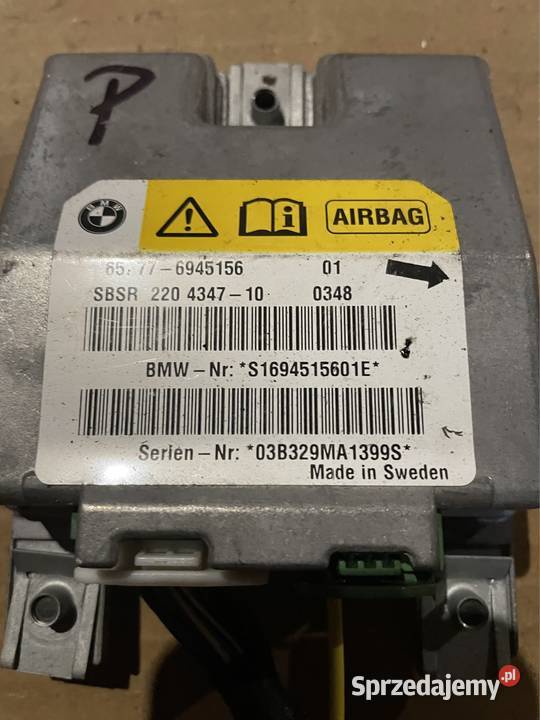 P
BMW
AIRBAG
65.77-6945156 01
SBSR 220 4347-10 0348
BMW-Nr: *S1694515601E*
Serien-Nr: *03B329MA1399S*
Made in Sweden
Sprzedajemy.pl